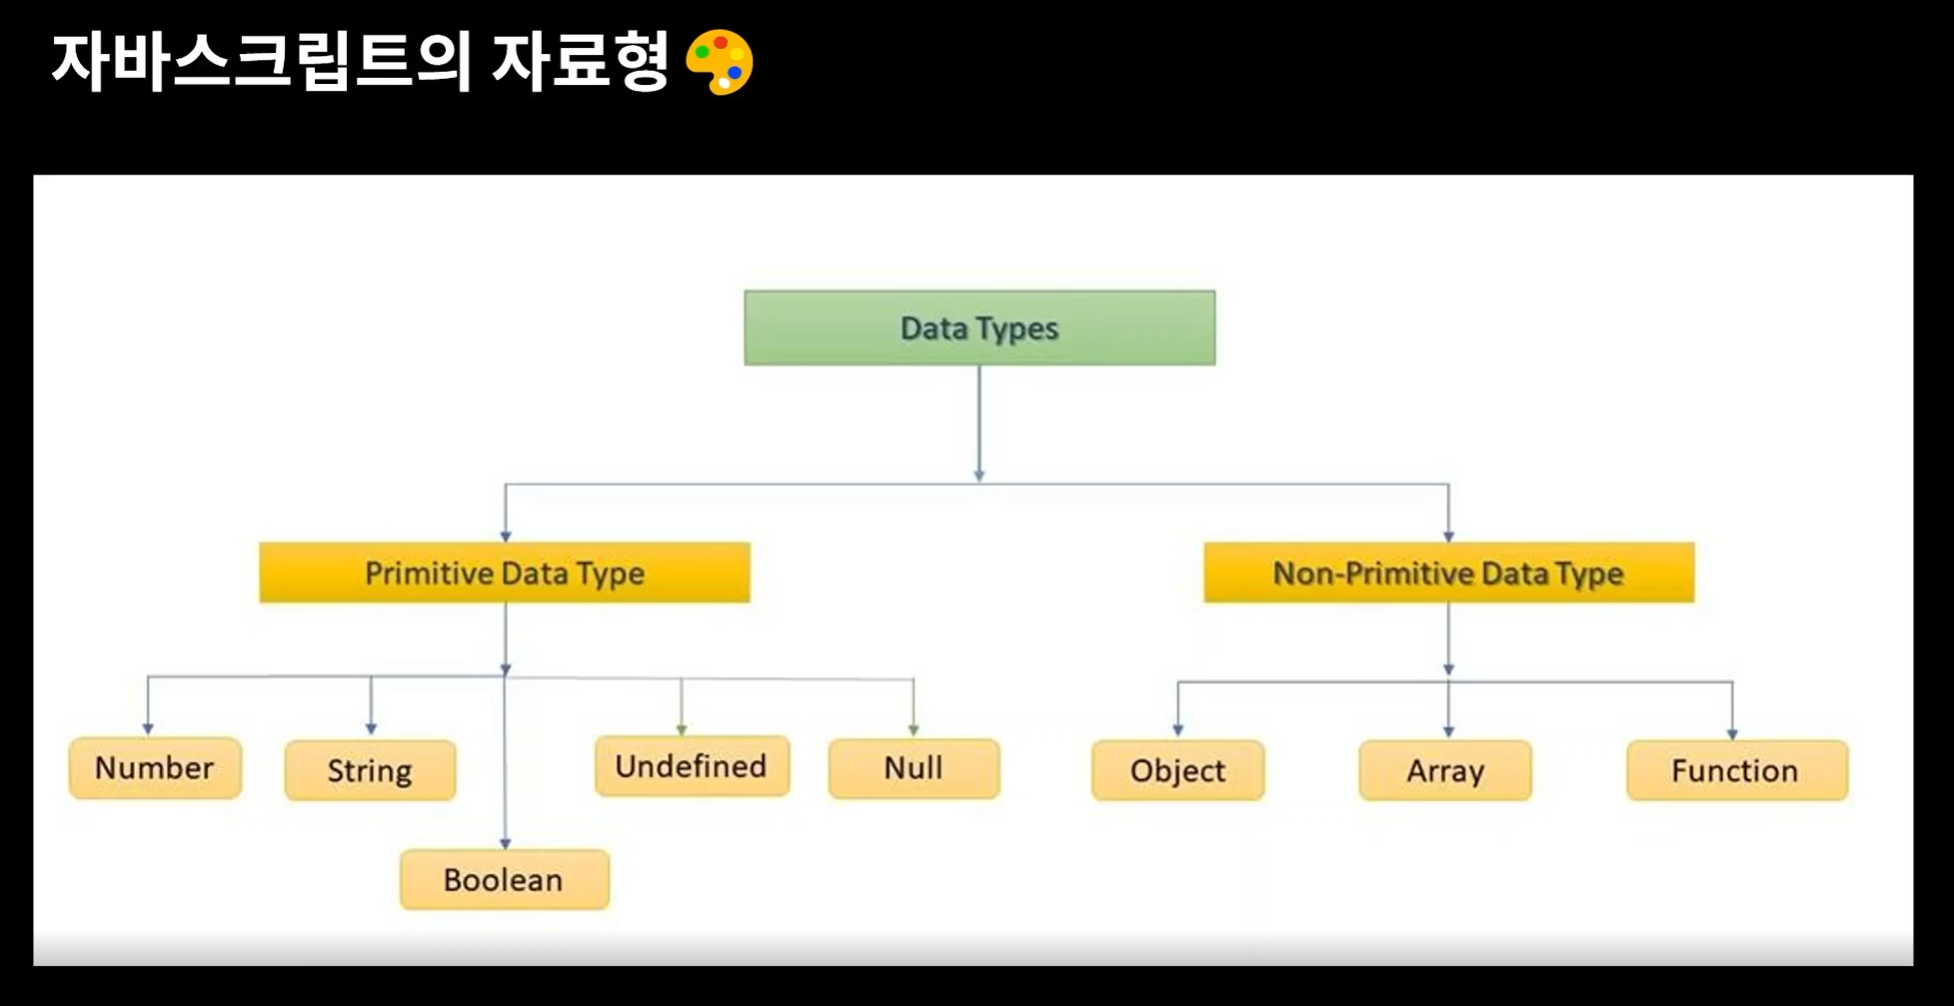 자바스크립트의 자료형
Data Types
Primitive Data Type
Non-Primitive Data Type
Number
String
Undefined
Null
Object
Array
Function
Boolean